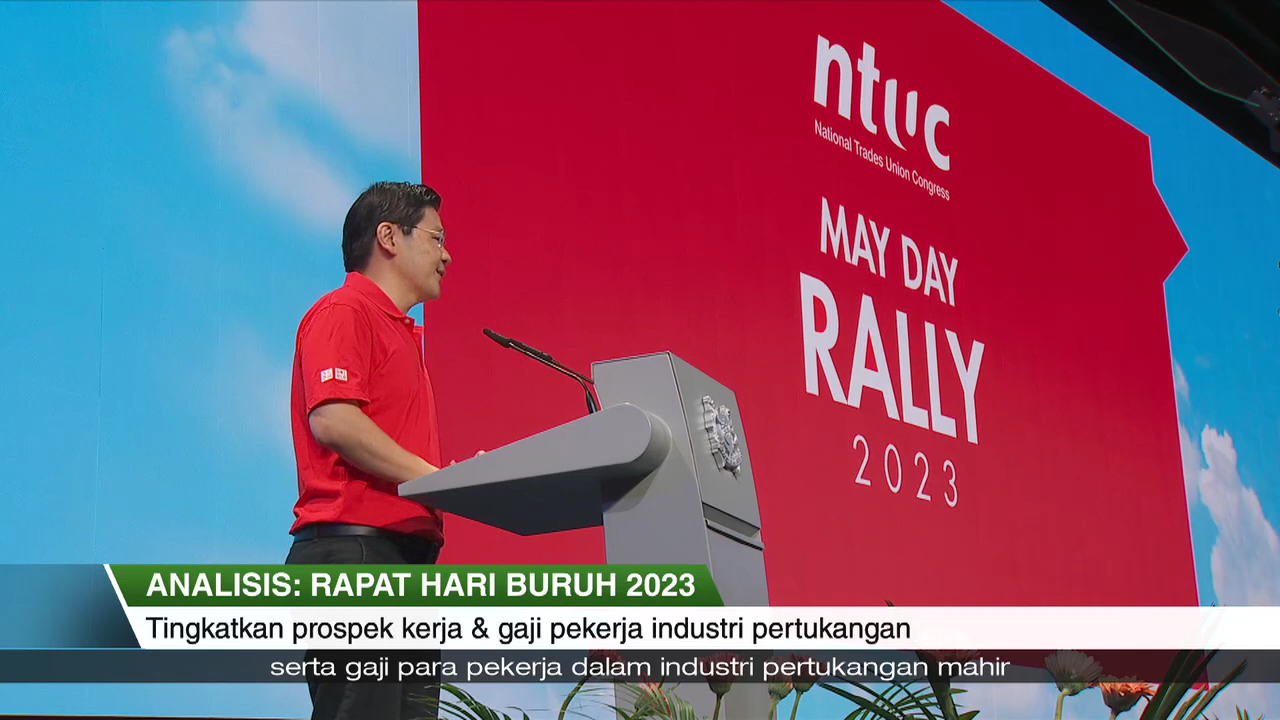 ntuc
National Trades Union Congress
MAY DAY
RALLY
2023
ANALISIS: RAPAT HARI BURUH 2023
Tingkatkan prospek kerja & gaji pekerja industri pertukangan
serta gaji para pekerja dalam industri pertukangan mahir